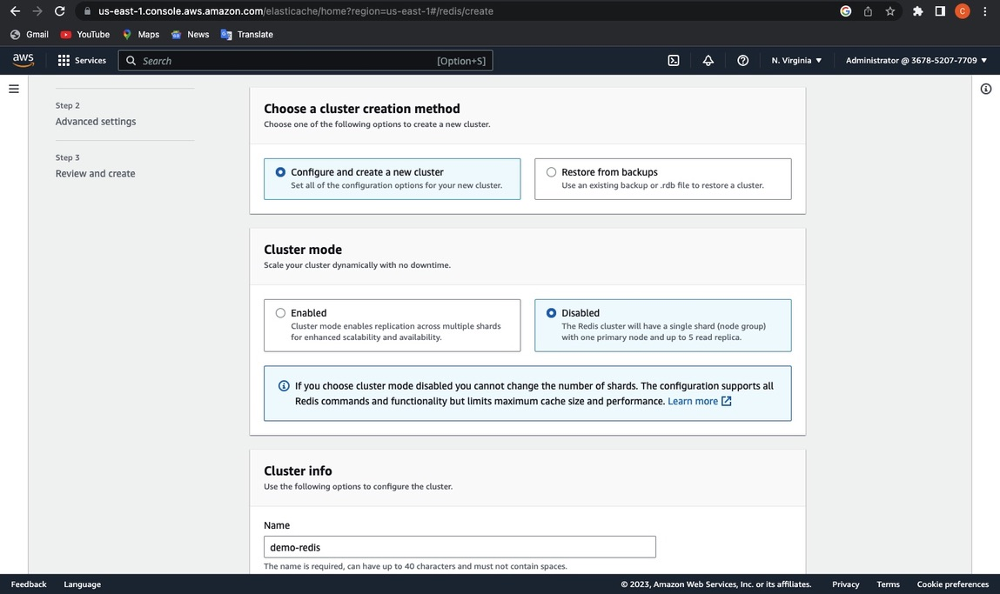 us-east-1.console.aws.amazon.com/elasticache/home?region=us-east-1#/redis/create
C
Gmail YouTube Maps News Translate
aws Services Search [Option+S] N. Virginia Administrator @ 3678-5207-7709
Step 2
Advanced settings
Step 3
Review and create
Choose a cluster creation method
Choose one of the following options to create a new cluster.
Configure and create a new cluster
Set all of the configuration options for your new cluster.
Restore from backups
Use an existing backup or .rdb file to restore a cluster.
Cluster mode
Scale your cluster dynamically with no downtime.
Enabled
Cluster mode enables replication across multiple shards
for enhanced scalability and availability.
Disabled
The Redis cluster will have a single shard (node group)
with one primary node and up to 5 read replica.
If you choose cluster mode disabled you cannot change the number of shards. The configuration supports all
Redis commands and functionality but limits maximum cache size and performance. Learn more
Cluster info
Use the following options to configure the cluster.
Name
demo-redis
The name is required, can have up to 40 characters and must not contain spaces.
Feedback Language © 2023, Amazon Web Services, Inc. or its affiliates. Privacy Terms Cookie preferences